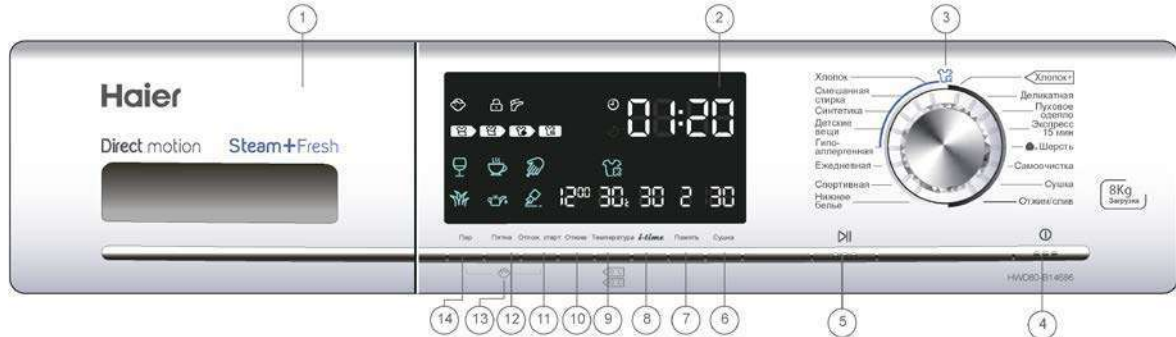 1
2
3
Haier
Direct motion
Steam+Fresh
01:20
12:00
30
30
2
30
Пар
Пятна
Отлож. старт
Отжим
Температура
i-time
Память
Сушка
Хлопок
Смешанная
стирка
Синтетика
Детские
вещи
Гипо-
аллергенная
Ежедневная
Спортивная
Нижнее
белье
Хлопок+
Деликатная
Пуховое
одеяло
Экспресс
15 мин
Шерсть
Самоочистка
Сушка
Отжим/слив
8Kg
Загрузка
HWD80-B14686
14
13
12
11
10
9
8
7
6
5
4